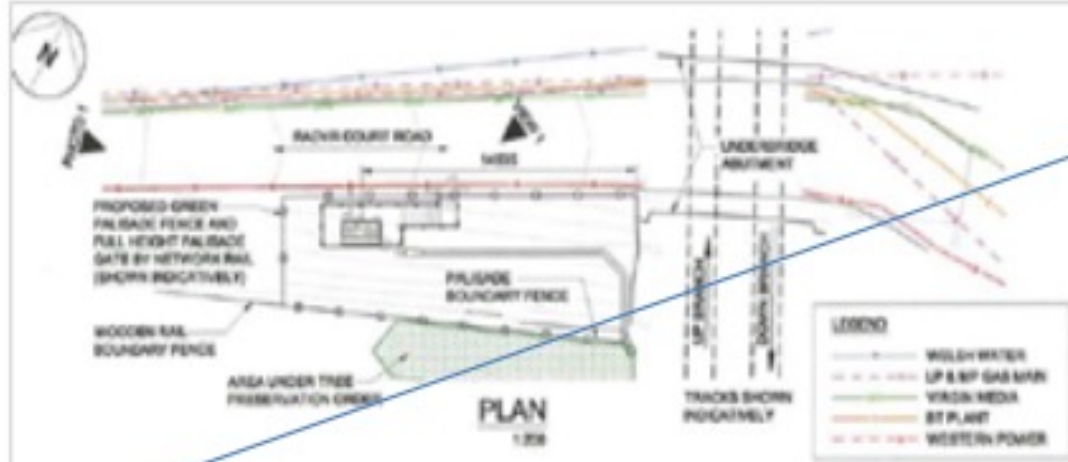 N
RADYR COURT ROAD
UNDERBRIDGE
ABUTMENT
PROPOSED GREEN
PALISADE FENCE AND
FULL HEIGHT PALISADE
GATE BY NETWORK RAIL
(SHOWN INDICATIVELY)
PALISADE
BOUNDARY FENCE
WOODEN RAIL
BOUNDARY FENCE
UP BRANCH
DOWN BRANCH
AREA UNDER TREE
PRESERVATION ORDER
PLAN
TRACKS SHOWN
INDICATIVELY
LEGEND
WELSH WATER
LP & MP GAS MAIN
VIRGIN MEDIA
BT PLANT
WESTERN POWER